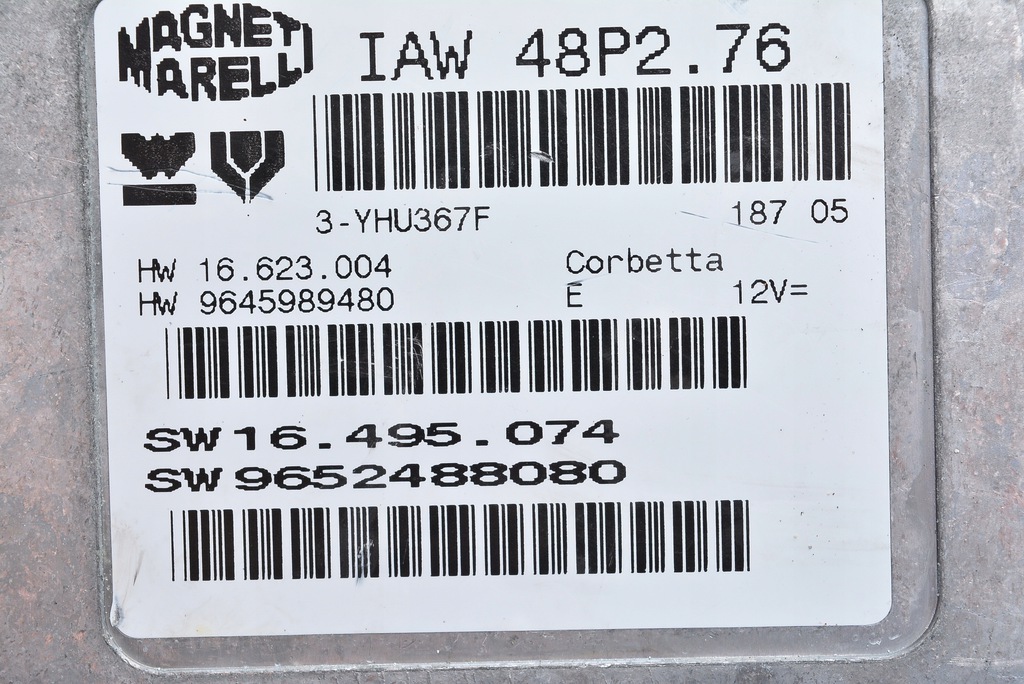 MAGNETI
MARELLI
IAW 48P2.76
3-YHU367F 187 05
HW 16.623.004 Corbetta
HW 9645989480 E 12V=
SW 16.495.074
SW 9652488080